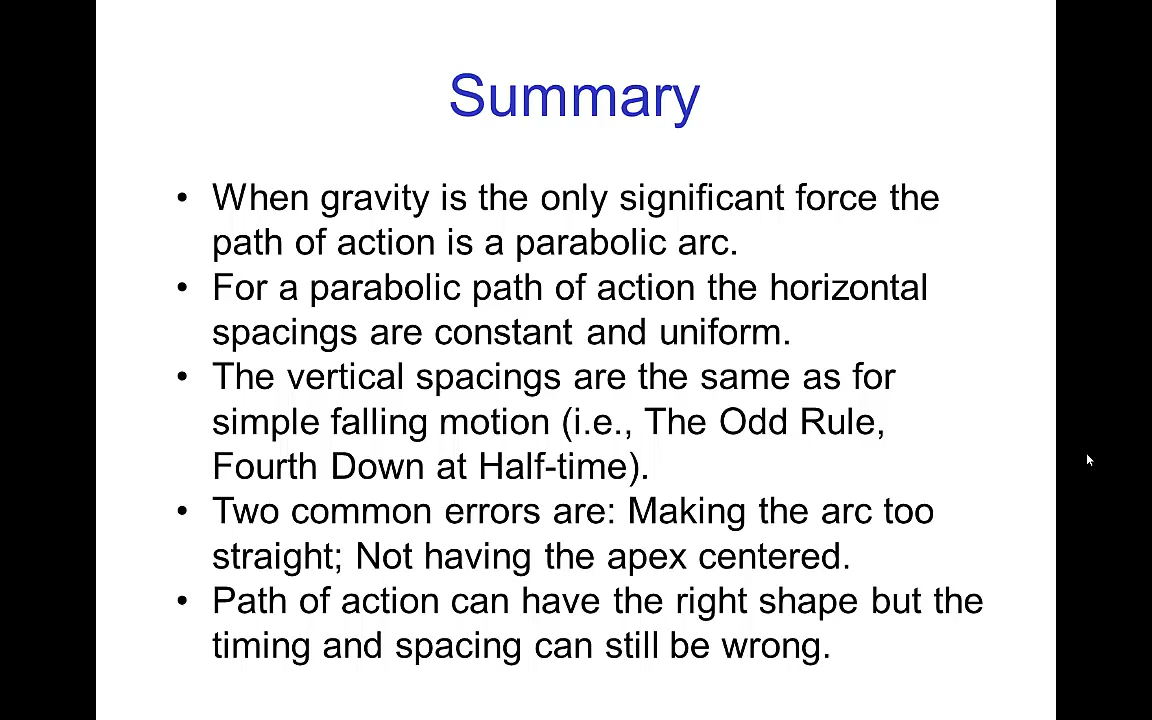 Summary
• When gravity is the only significant force the
path of action is a parabolic arc.
• For a parabolic path of action the horizontal
spacings are constant and uniform.
• The vertical spacings are the same as for
simple falling motion (i.e., The Odd Rule,
Fourth Down at Half-time).
• Two common errors are: Making the arc too
straight; Not having the apex centered.
• Path of action can have the right shape but the
timing and spacing can still be wrong.